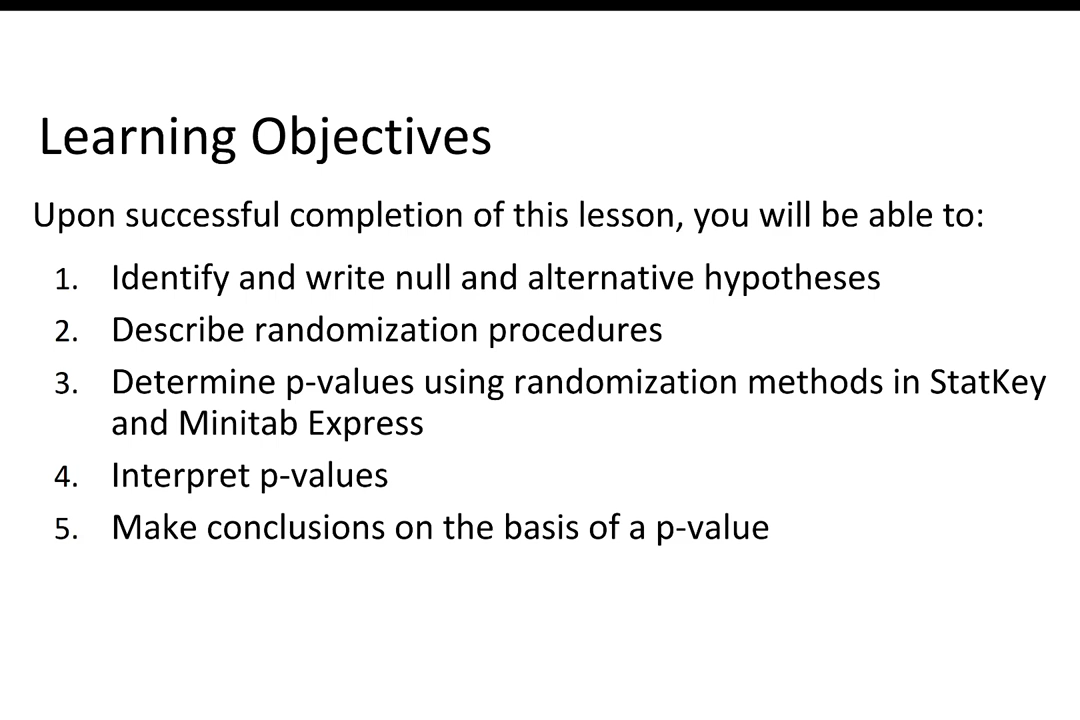 Learning Objectives
Upon successful completion of this lesson, you will be able to:
1. Identify and write null and alternative hypotheses
2. Describe randomization procedures
3. Determine p-values using randomization methods in StatKey
and Minitab Express
4. Interpret p-values
5. Make conclusions on the basis of a p-value